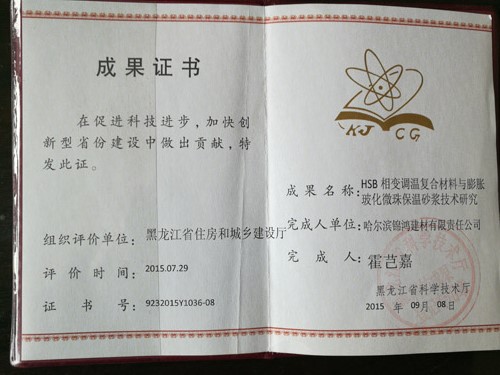 成果证书
在促进科技进步,加快创
新型省份建设中做出贡献,特
发此证。
组织评价单位:黑龙江省住房和城乡建设厅
评价时间:2015.07.29
证书号:9232015Y1036-08
KJ CG
成果名称:HSB 相变调温复合材料与膨胀
玻化微珠保温砂浆技术研究
完成人单位:哈尔滨锦鸿建材有限责任公司
完成人:霍芑嘉
黑龙江省科学技术厅
2015 年 09月 08日